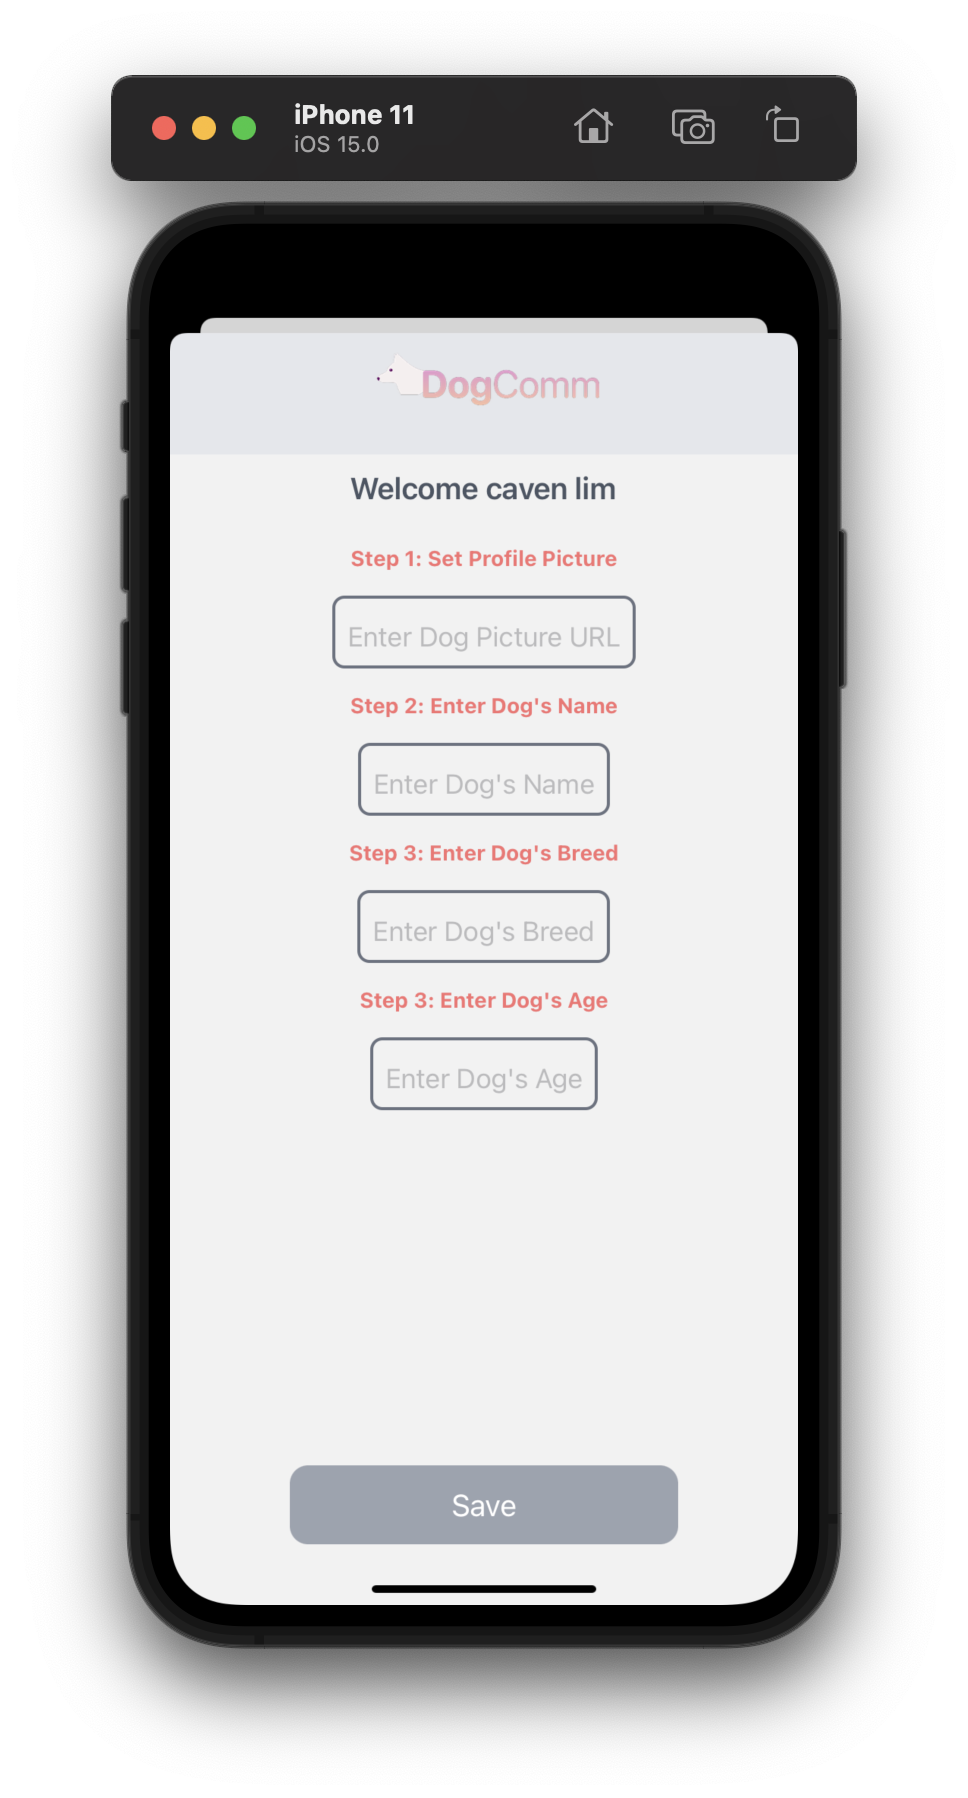 iPhone 11
iOS 15.0
DogComm
Welcome caven lim
Step 1: Set Profile Picture
Enter Dog Picture URL
Step 2: Enter Dog's Name
Enter Dog's Name
Step 3: Enter Dog's Breed
Enter Dog's Breed
Step 3: Enter Dog's Age
Enter Dog's Age
Save